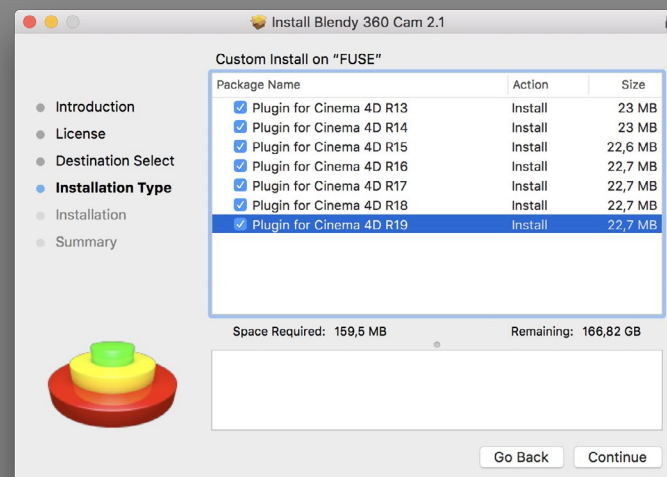 Install Blendy 360 Cam 2.1
Custom Install on “FUSE”
Introduction
License
Destination Select
Installation Type
Installation
Summary
Package Name Action Size
Plugin for Cinema 4D R13 Install 23 MB
Plugin for Cinema 4D R14 Install 23 MB
Plugin for Cinema 4D R15 Install 22,6 MB
Plugin for Cinema 4D R16 Install 22,7 MB
Plugin for Cinema 4D R17 Install 22,7 MB
Plugin for Cinema 4D R18 Install 22,7 MB
Plugin for Cinema 4D R19 Install 22,7 MB
Space Required: 159,5 MB Remaining: 166,82 GB
Go Back Continue